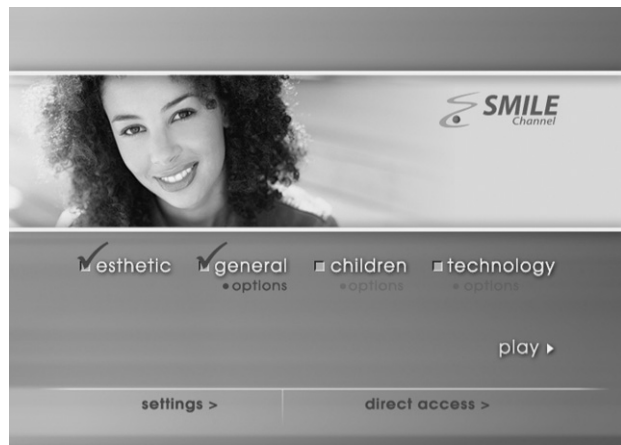 SMILE
Channel
esthetic general children technology
• options • options • options
play
settings > direct access >